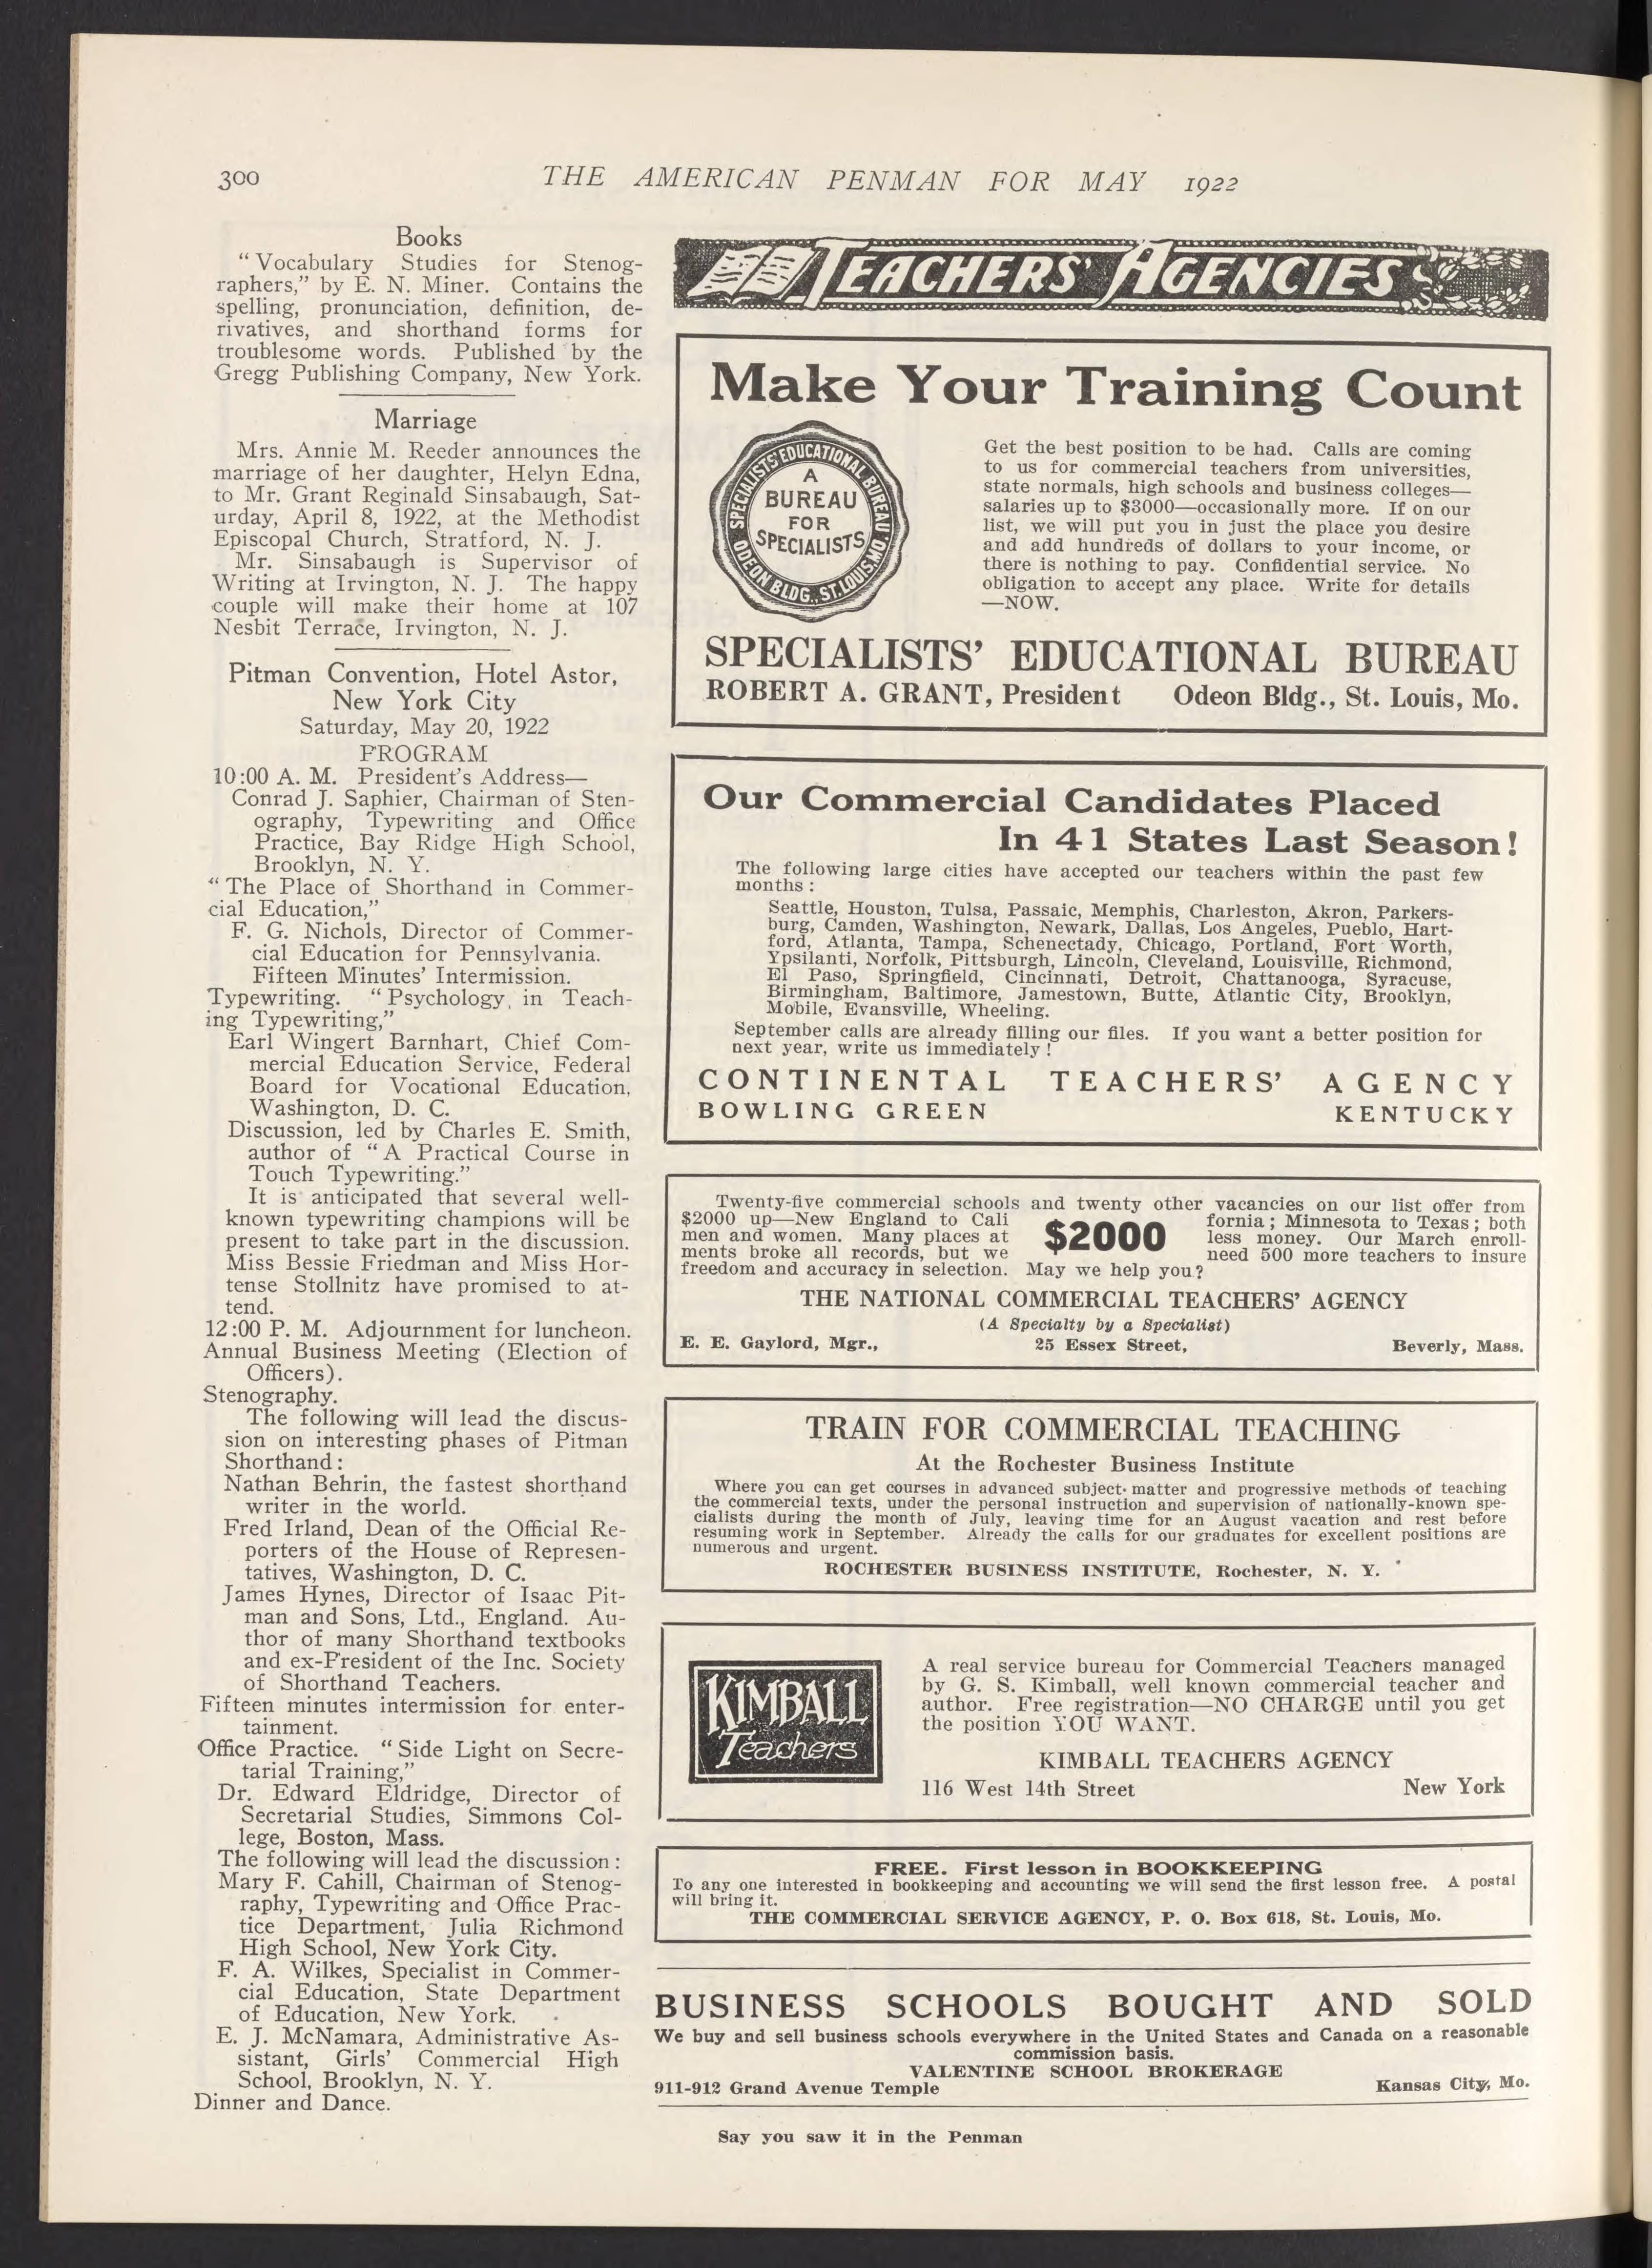 300
THE AMERICAN PENMAN FOR MAY 1922
Books
“Vocabulary Studies for Stenog-
raphers,” by E. N. Miner. Contains the
spelling, pronunciation, definition, de-
rivatives, and shorthand forms for
troublesome words. Published by the
Gregg Publishing Company, New York.
Marriage
Mrs. Annie M. Reeder announces the
marriage of her daughter, Helyn Edna,
to Mr. Grant Reginald Sinsabaugh, Sat-
urday, April 8, 1922, at the Methodist
Episcopal Church, Stratford, N. J.
Mr. Sinsabaugh is Supervisor of
Writing at Irvington, N. J. The happy
couple will make their home at 107
Nesbit Terrace, Irvington, N. J.
Pitman Convention, Hotel Astor,
New York City
Saturday, May 20, 1922
PROGRAM
10:00 A. M. President’s Address—
Conrad J. Saphier, Chairman of Sten-
ography, Typewriting and Office
Practice, Bay Ridge High School,
Brooklyn, N. Y.
“The Place of Shorthand in Commer-
cial Education,”
F. G. Nichols, Director of Commer-
cial Education for Pennsylvania.
Fifteen Minutes’ Intermission.
Typewriting. “Psychology in Teach-
ing Typewriting,”
Earl Wingert Barnhart, Chief Com-
mercial Education Service, Federal
Board for Vocational Education,
Washington, D. C.
Discussion, led by Charles E. Smith,
author of “A Practical Course in
Touch Typewriting.”
It is anticipated that several well-
known typewriting champions will be
present to take part in the discussion.
Miss Bessie Friedman and Miss Hor-
tense Stollnitz have promised to at-
tend.
12:00 P. M. Adjournment for luncheon.
Annual Business Meeting (Election of
Officers).
Stenography.
The following will lead the discus-
sion on interesting phases of Pitman
Shorthand:
Nathan Behrin, the fastest shorthand
writer in the world.
Fred Irland, Dean of the Official Re-
porters of the House of Represen-
tatives, Washington, D. C.
James Hynes, Director of Isaac Pit-
man and Sons, Ltd., England. Au-
thor of many Shorthand textbooks
and ex-President of the Inc. Society
of Shorthand Teachers.
Fifteen minutes intermission for enter-
tainment.
Office Practice. “Side Light on Secre-
tarial Training,”
Dr. Edward Eldridge, Director of
Secretarial Studies, Simmons Col-
lege, Boston, Mass.
The following will lead the discussion:
Mary F. Cahill, Chairman of Stenog-
raphy, Typewriting and Office Prac-
tice Department, Julia Richmond
High School, New York City.
F. A. Wilkes, Specialist in Commer-
cial Education, State Department
of Education, New York.
E. J. McNamara, Administrative As-
sistant, Girls’ Commercial High
School, Brooklyn, N. Y.
Dinner and Dance.
TEACHERS’ AGENCIES
Make Your Training Count
SPECIALISTS’ EDUCATIONAL BUREAU
A
BUREAU
FOR
SPECIALISTS
ODEON BLDG., ST. LOUIS, MO.
Get the best position to be had. Calls are coming
to us for commercial teachers from universities,
state normals, high schools and business colleges—
salaries up to $3000—occasionally more. If on our
list, we will put you in just the place you desire
and add hundreds of dollars to your income, or
there is nothing to pay. Confidential service. No
obligation to accept any place. Write for details
—NOW.
SPECIALISTS’ EDUCATIONAL BUREAU
ROBERT A. GRANT, President Odeon Bldg., St. Louis, Mo.
Our Commercial Candidates Placed
In 41 States Last Season!
The following large cities have accepted our teachers within the past few
months:
Seattle, Houston, Tulsa, Passaic, Memphis, Charleston, Akron, Parkers-
burg, Camden, Washington, Newark, Dallas, Los Angeles, Pueblo, Hart-
ford, Atlanta, Tampa, Schenectady, Chicago, Portland, Fort Worth,
Ypsilanti, Norfolk, Pittsburgh, Lincoln, Cleveland, Louisville, Richmond,
El Paso, Springfield, Cincinnati, Detroit, Chattanooga, Syracuse,
Birmingham, Baltimore, Jamestown, Butte, Atlantic City, Brooklyn,
Mobile, Evansville, Wheeling.
September calls are already filling our files. If you want a better position for
next year, write us immediately!
CONTINENTAL TEACHERS’ AGENCY
BOWLING GREEN KENTUCKY
Twenty-five commercial schools and twenty other vacancies on our list offer from
$2000 up—New England to Cali fornia; Minnesota to Texas; both
men and women. Many places at $2000 less money. Our March enroll-
ments broke all records, but we need 500 more teachers to insure
freedom and accuracy in selection. May we help you?
THE NATIONAL COMMERCIAL TEACHERS’ AGENCY
(A Specialty by a Specialist)
E. E. Gaylord, Mgr., 25 Essex Street, Beverly, Mass.
TRAIN FOR COMMERCIAL TEACHING
At the Rochester Business Institute
Where you can get courses in advanced subject-matter and progressive methods of teaching
the commercial texts, under the personal instruction and supervision of nationally-known spe-
cialists during the month of July, leaving time for an August vacation and rest before
resuming work in September. Already the calls for our graduates for excellent positions are
numerous and urgent.
ROCHESTER BUSINESS INSTITUTE, Rochester, N. Y.
KIMBALL
Teachers
A real service bureau for Commercial Teachers managed
by G. S. Kimball, well known commercial teacher and
author. Free registration—NO CHARGE until you get
the position YOU WANT.
KIMBALL TEACHERS AGENCY
116 West 14th Street New York
FREE. First lesson in BOOKKEEPING
To any one interested in bookkeeping and accounting we will send the first lesson free. A postal
will bring it.
THE COMMERCIAL SERVICE AGENCY, P. O. Box 618, St. Louis, Mo.
BUSINESS SCHOOLS BOUGHT AND SOLD
We buy and sell business schools everywhere in the United States and Canada on a reasonable
commission basis.
VALENTINE SCHOOL BROKERAGE
911-912 Grand Avenue Temple Kansas City, Mo.
Say you saw it in the Penman